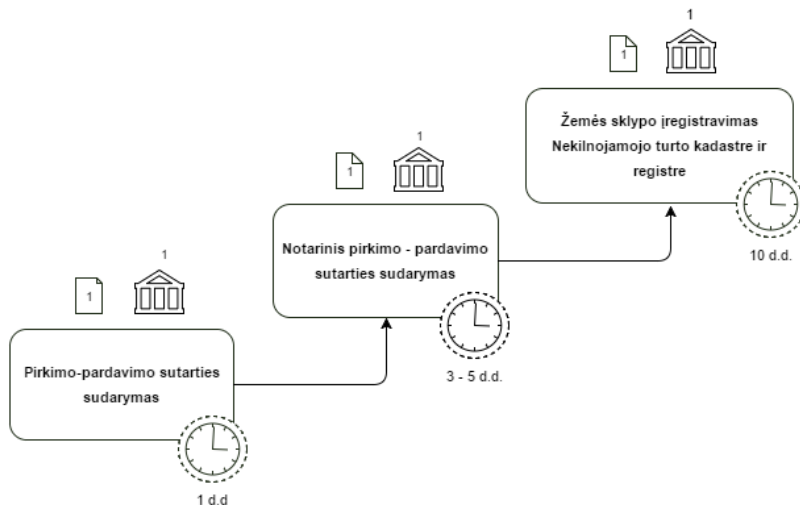 1
1
Žemės sklypo įregistravimas
Nekilnojamojo turto kadastre ir
registre
10 d.d.
1
1
Notarinis pirkimo - pardavimo
sutarties sudarymas
3 - 5 d.d.
1
1
Pirkimo-pardavimo sutarties
sudarymas
1 d.d